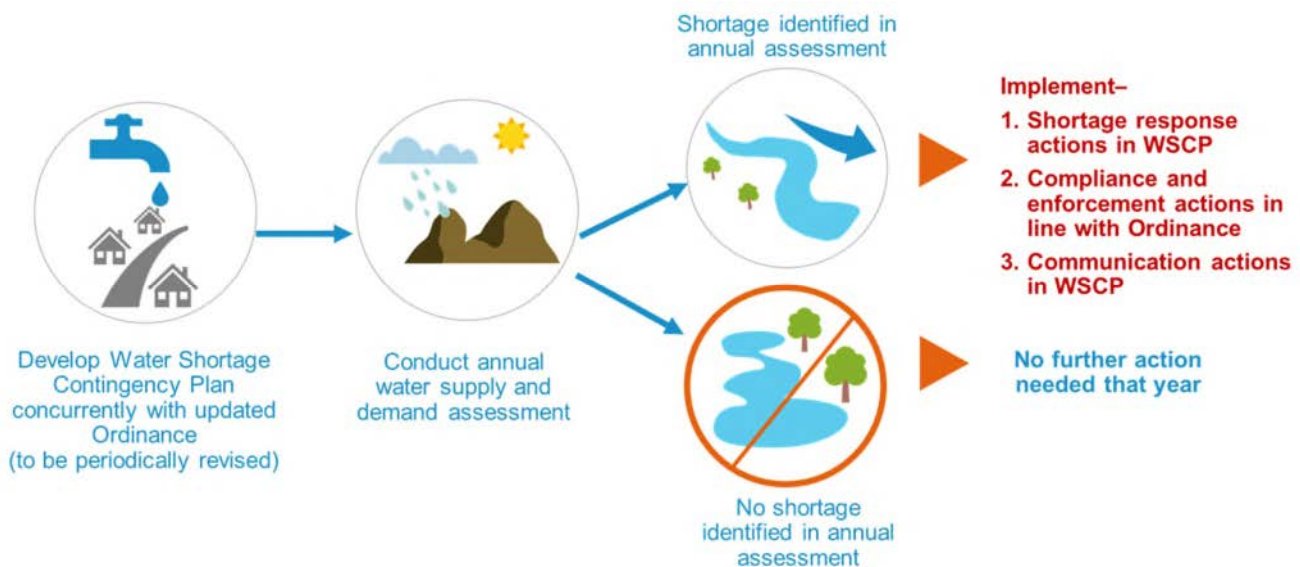 Shortage identified in
annual assessment
Implement–
1. Shortage response
actions in WSCP
2. Compliance and
enforcement actions in
line with Ordinance
3. Communication actions
in WSCP
Develop Water Shortage
Contingency Plan
concurrently with updated
Ordinance
(to be periodically revised)
Conduct annual
water supply and
demand assessment
No further action
needed that year
No shortage
identified in annual
assessment